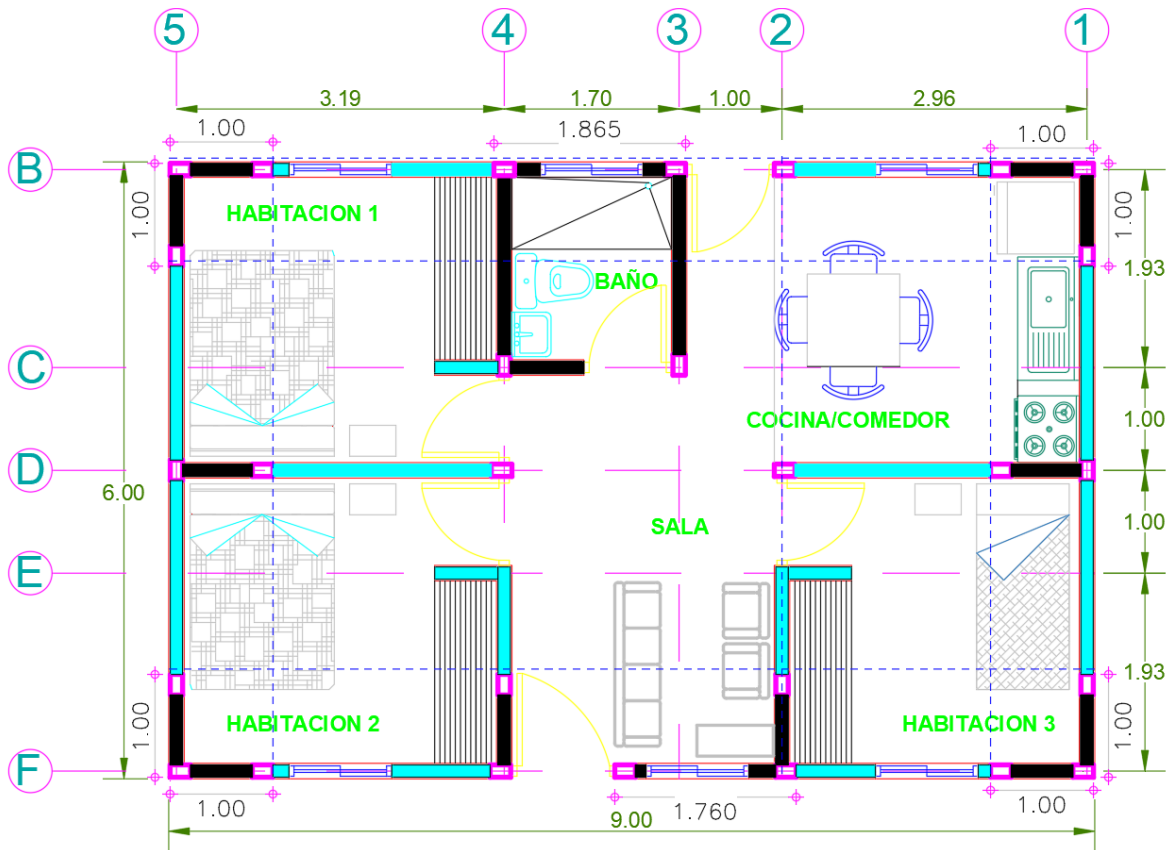 5 4 3 2 1
3.19 1.70 1.00 2.96
1.00 1.865 1.00
B
1.00 HABITACION 1 1.00
BAÑO 1.93
C
COCINA/COMEDOR 1.00
D
6.00
SALA 1.00
E
1.93
1.00 HABITACION 2 HABITACION 3 1.00
F
1.00 1.760 1.00
9.00